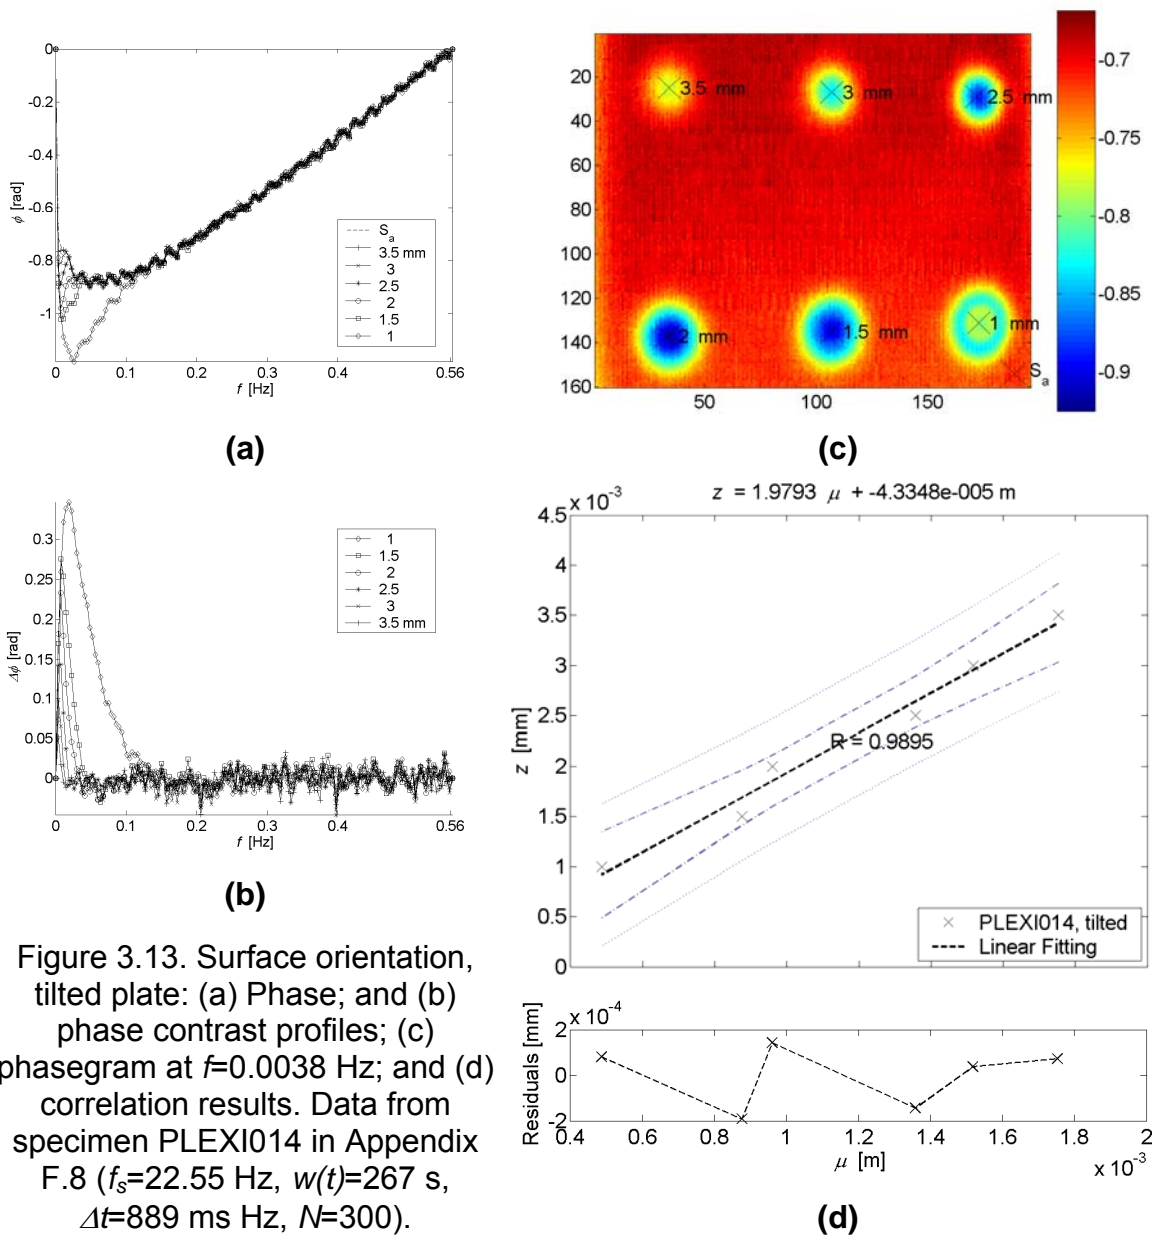 0
-0.2
-0.4
-0.6
-0.8
-1
ϕ [rad]
0 0.1 0.2 0.3 0.4 0.56
f [Hz]
Sa
3.5 mm
3
2.5
2
1.5
1
(a)
0.3
0.25
0.2
0.15
0.1
0.05
0
Δϕ [rad]
0 0.1 0.2 0.3 0.4 0.56
f [Hz]
1
1.5
2
2.5
3
3.5 mm
(b)
20
40
60
80
100
120
140
160
50 100 150
3.5 mm
3 mm
2.5 mm
2 mm
1.5 mm
1 mm
Sa
-0.7
-0.75
-0.8
-0.85
-0.9
(c)
z = 1.9793 μ + -4.3348e-005 m
x 10-3
4.5
4
3.5
3
2.5
2
1.5
1
0.5
0
z [mm]
R = 0.9895
PLEXI014, tilted
Linear Fitting
x 10-4
2
0
-2
Residuals [mm]
0.4 0.6 0.8 1 1.2 1.4 1.6 1.8 2
μ [m]
x 10-3
(d)
Figure 3.13. Surface orientation,
tilted plate: (a) Phase; and (b)
phase contrast profiles; (c)
phasegram at f=0.0038 Hz; and (d)
correlation results. Data from
specimen PLEXI014 in Appendix
F.8 (fs=22.55 Hz, w(t)=267 s,
Δt=889 ms Hz, N=300).